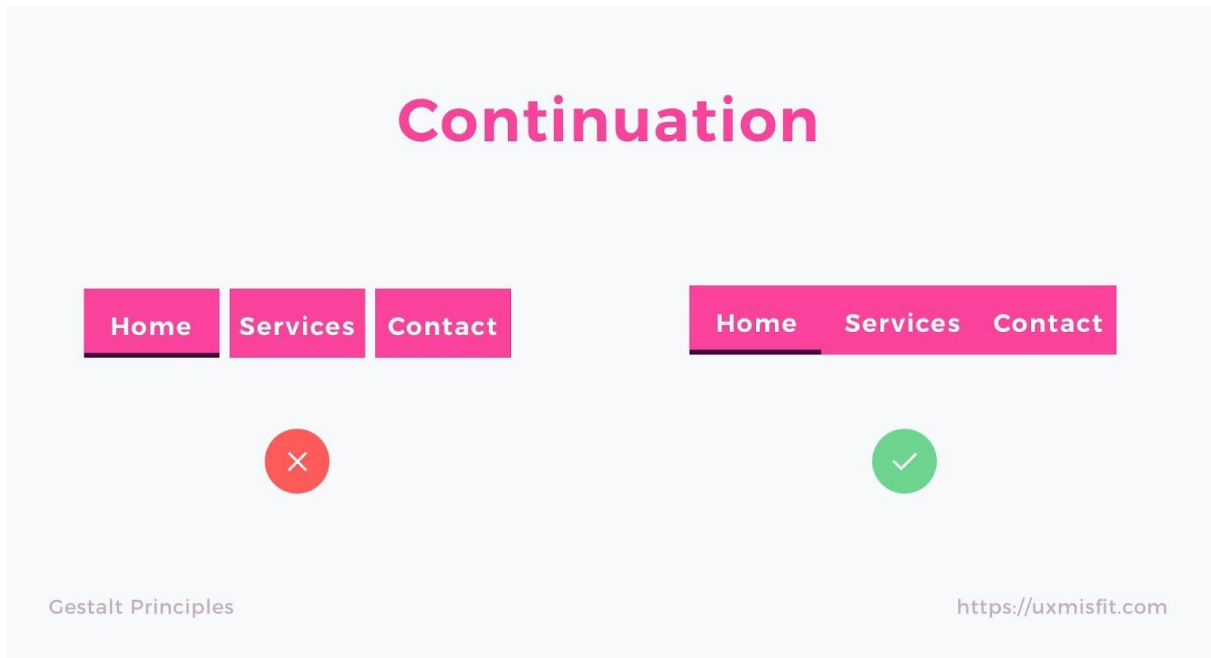 Continuation
Home Services Contact
Home Services Contact
Gestalt Principles
https://uxmisfit.com